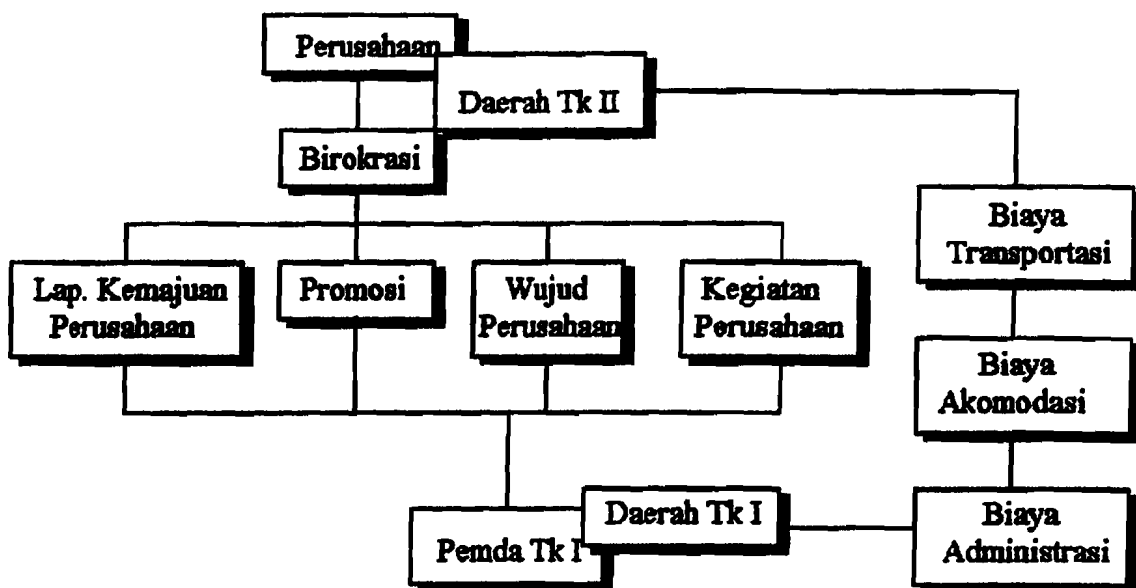 Perusahaan
Daerah Tk II
Birokrasi
Biaya
Transportasi
Lap. Kemajuan
Perusahaan
Promosi
Wujud
Perusahaan
Kegiatan
Perusahaan
Biaya
Akomodasi
Daerah Tk I
Pemda Tk I
Biaya
Administrasi